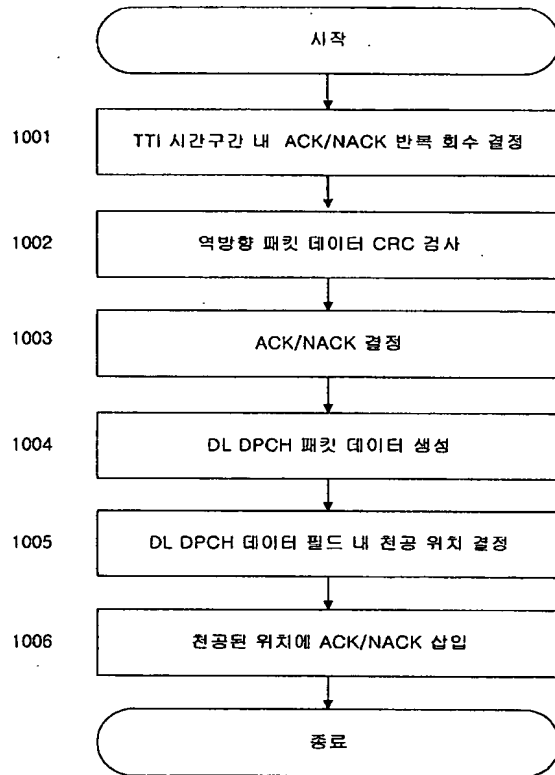 시작
1001 TTI 시간구간 내 ACK/NACK 반복 회수 결정
1002 역방향 패킷 데이터 CRC 검사
1003 ACK/NACK 결정
1004 DL DPCH 패킷 데이터 생성
1005 DL DPCH 데이터 필드 내 천공 위치 결정
1006 천공된 위치에 ACK/NACK 삽입
종료